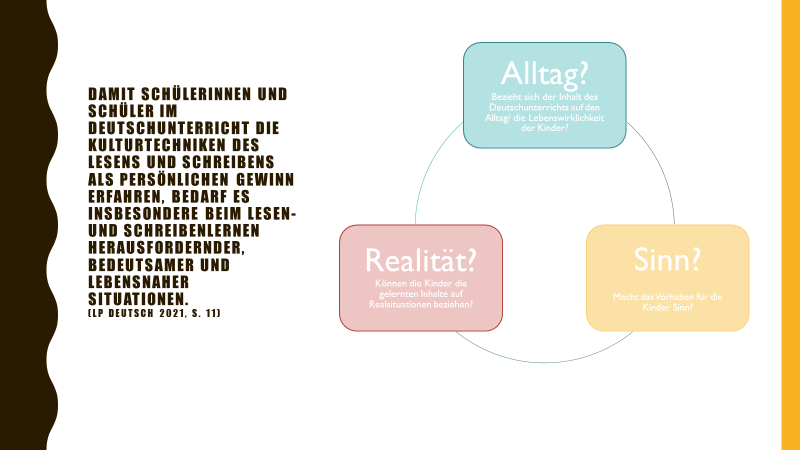 DAMIT SCHÜLERINNEN UND
SCHÜLER IM
DEUTSCHUNTERRICHT DIE
KULTURTECHNIKEN DES
LESENS UND SCHREIBENS
ALS PERSÖNLICHEN GEWINN
ERFAHREN, BEDARF ES
INSBESONDERE BEIM LESEN-
UND SCHREIBENLERNEN
HERAUSFORDERNDER,
BEDEUTSAMER UND
LEBENSNAHER
SITUATIONEN.
(LP DEUTSCH 2021, S. 11)
Alltag?
Bezieht sich der Inhalt des
Deutschunterrichts auf den
Alltag/ die Lebenswirklichkeit
der Kinder?
Realität?
Können die Kinder die
gelernten Inhalte auf
Realsituationen beziehen?
Sinn?
Macht das Vorhaben für die
Kinder Sinn?